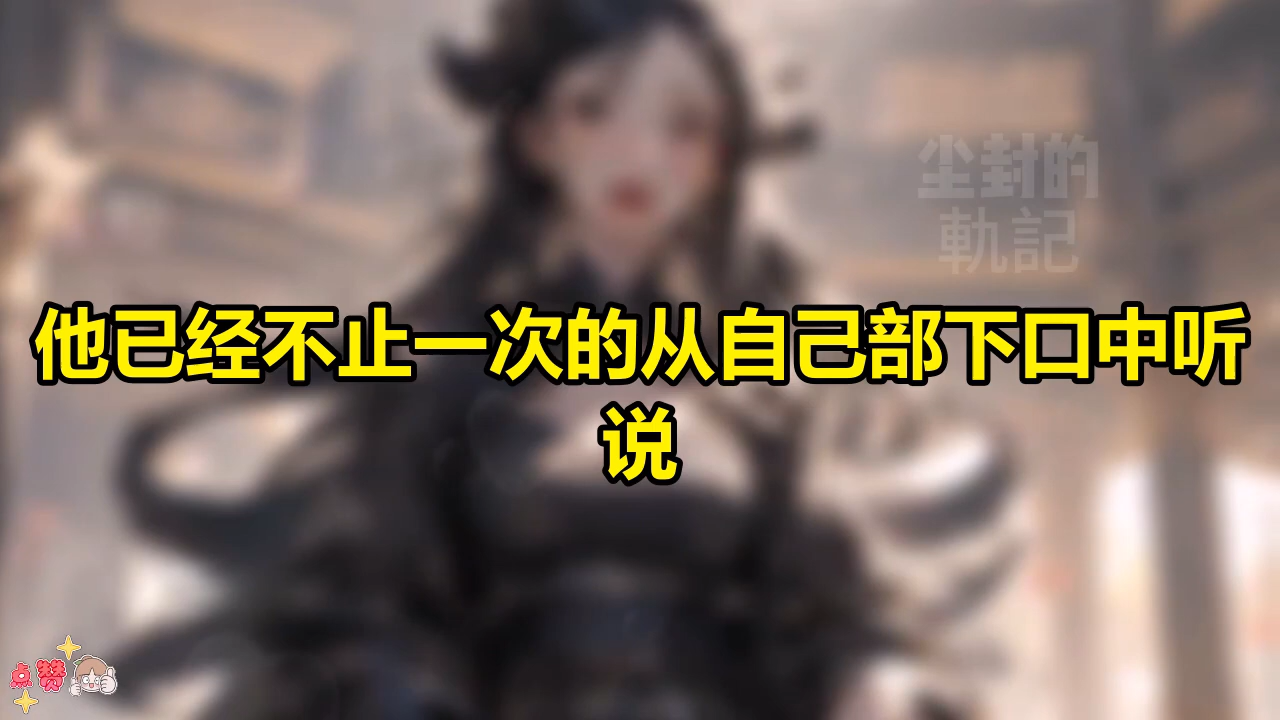 尘封的
軌記
他已经不止一次的从自己部下口中听
说
点赞